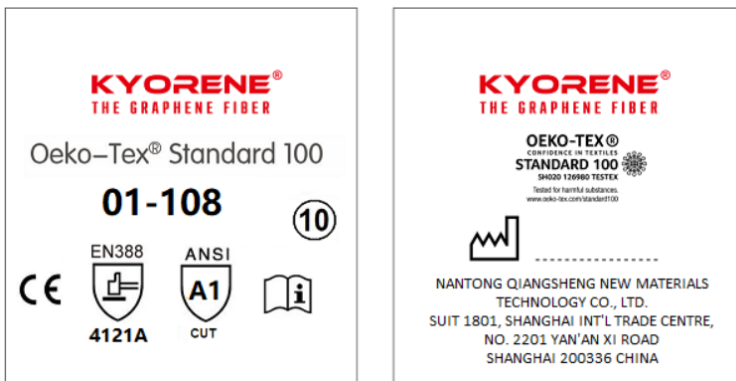 KYORENE®
THE GRAPHENE FIBER
Oeko-Tex® Standard 100
01-108
10
CE
EN388
4121A
ANSI
A1
CUT
i
KYORENE®
THE GRAPHENE FIBER
OEKO-TEX®
CONFIDENCE IN TEXTILES
STANDARD 100
SH020 126980 TESTEX
Tested for harmful substances.
www.oeko-tex.com/standard100
NANTONG QIANGSHENG NEW MATERIALS
TECHNOLOGY CO., LTD.
SUIT 1801, SHANGHAI INT'L TRADE CENTRE,
NO. 2201 YAN'AN XI ROAD
SHANGHAI 200336 CHINA